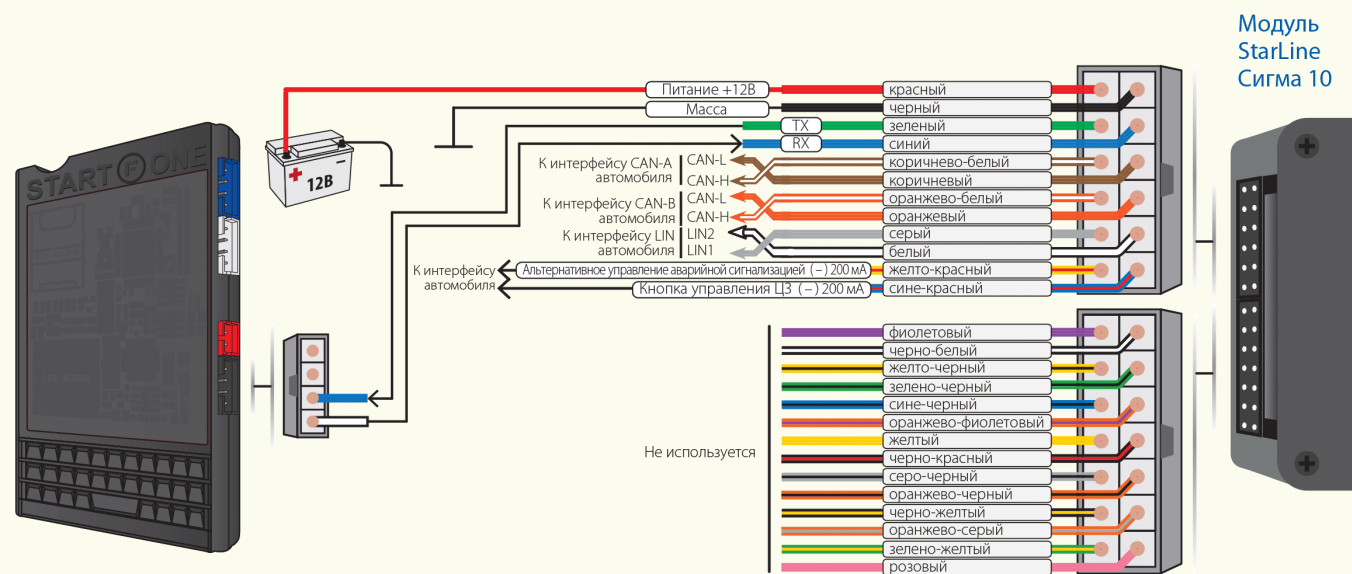 Модуль
StarLine
Сигма 10
START F ONE
12В
Питание +12В красный
Масса черный
TX зеленый
RX синий
К интерфейсу CAN-A
автомобиля
CAN-L коричнево-белый
CAN-H коричневый
К интерфейсу CAN-B
автомобиля
CAN-L оранжево-белый
CAN-H оранжевый
К интерфейсу LIN
автомобиля
LIN2 серый
LIN1 белый
К интерфейсу
автомобиля
Альтернативное управление аварийной сигнализацией (–) 200 мА желто-красный
Кнопка управления ЦЗ (–) 200 мА сине-красный
Не используется
фиолетовый
черно-белый
желто-черный
зелено-черный
сине-черный
оранжево-фиолетовый
желтый
черно-красный
серо-черный
оранжево-черный
черно-желтый
оранжево-серый
зелено-желтый
розовый